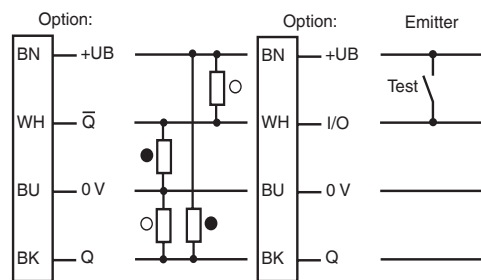 Option: Option: Emitter
BN +UB BN +UB
Test
WH Q̅ WH I/O
BU 0 V BU 0 V
BK Q BK Q